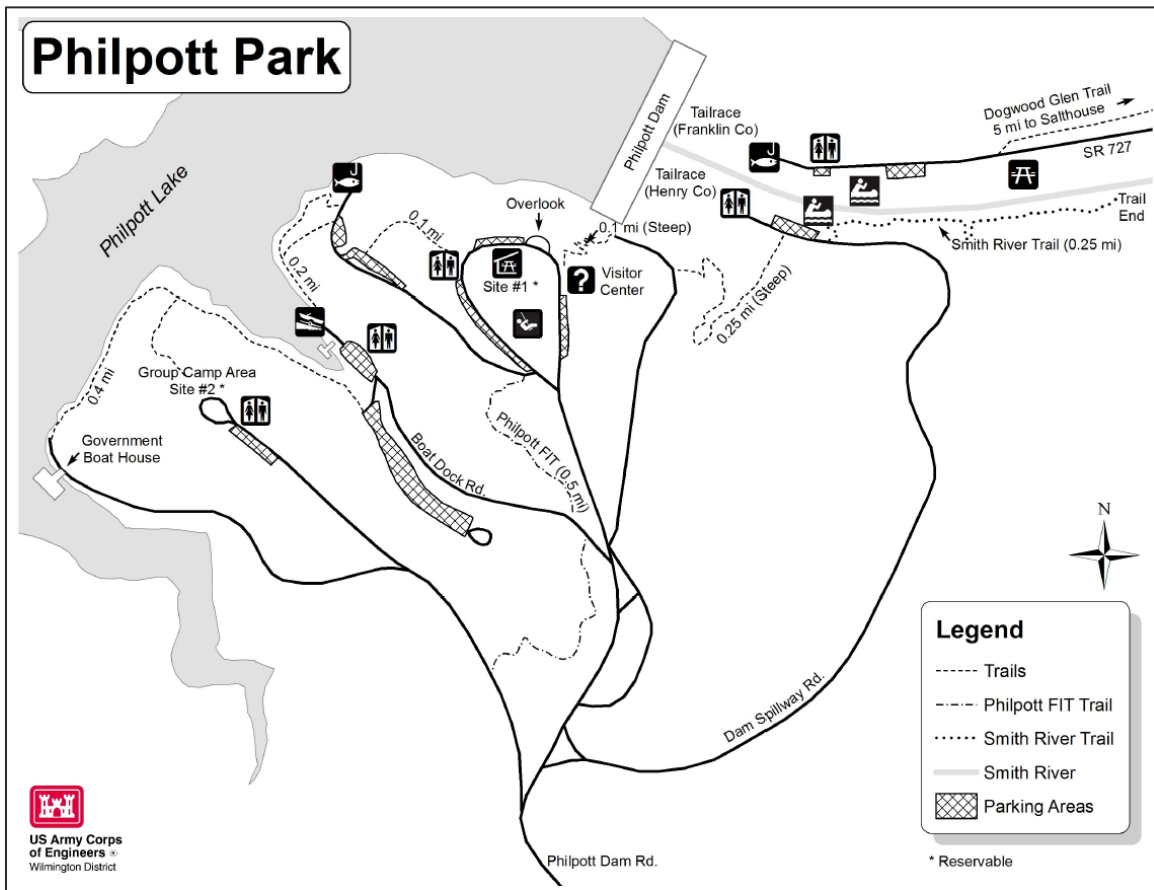 Philpott Park
Philpott Lake
Philpott Dam
Tailrace
(Franklin Co)
Dogwood Glen Trail
5 mi to Salthouse
SR 727
Tailrace
(Henry Co)
Trail
End
Smith River Trail (0.25 mi)
Overlook
0.1 mi (Steep)
0.1 mi
0.2 mi
Site #1 *
?
Visitor
Center
0.25 mi (Steep)
0.4 mi
Group Camp Area
Site #2 *
Government
Boat House
Boat Dock Rd.
Philpott FIT (0.5 mi)
Dam Spillway Rd.
Philpott Dam Rd.
N
Legend
Trails
Philpott FIT Trail
Smith River Trail
Smith River
Parking Areas
* Reservable
US Army Corps
of Engineers ®
Wilmington District